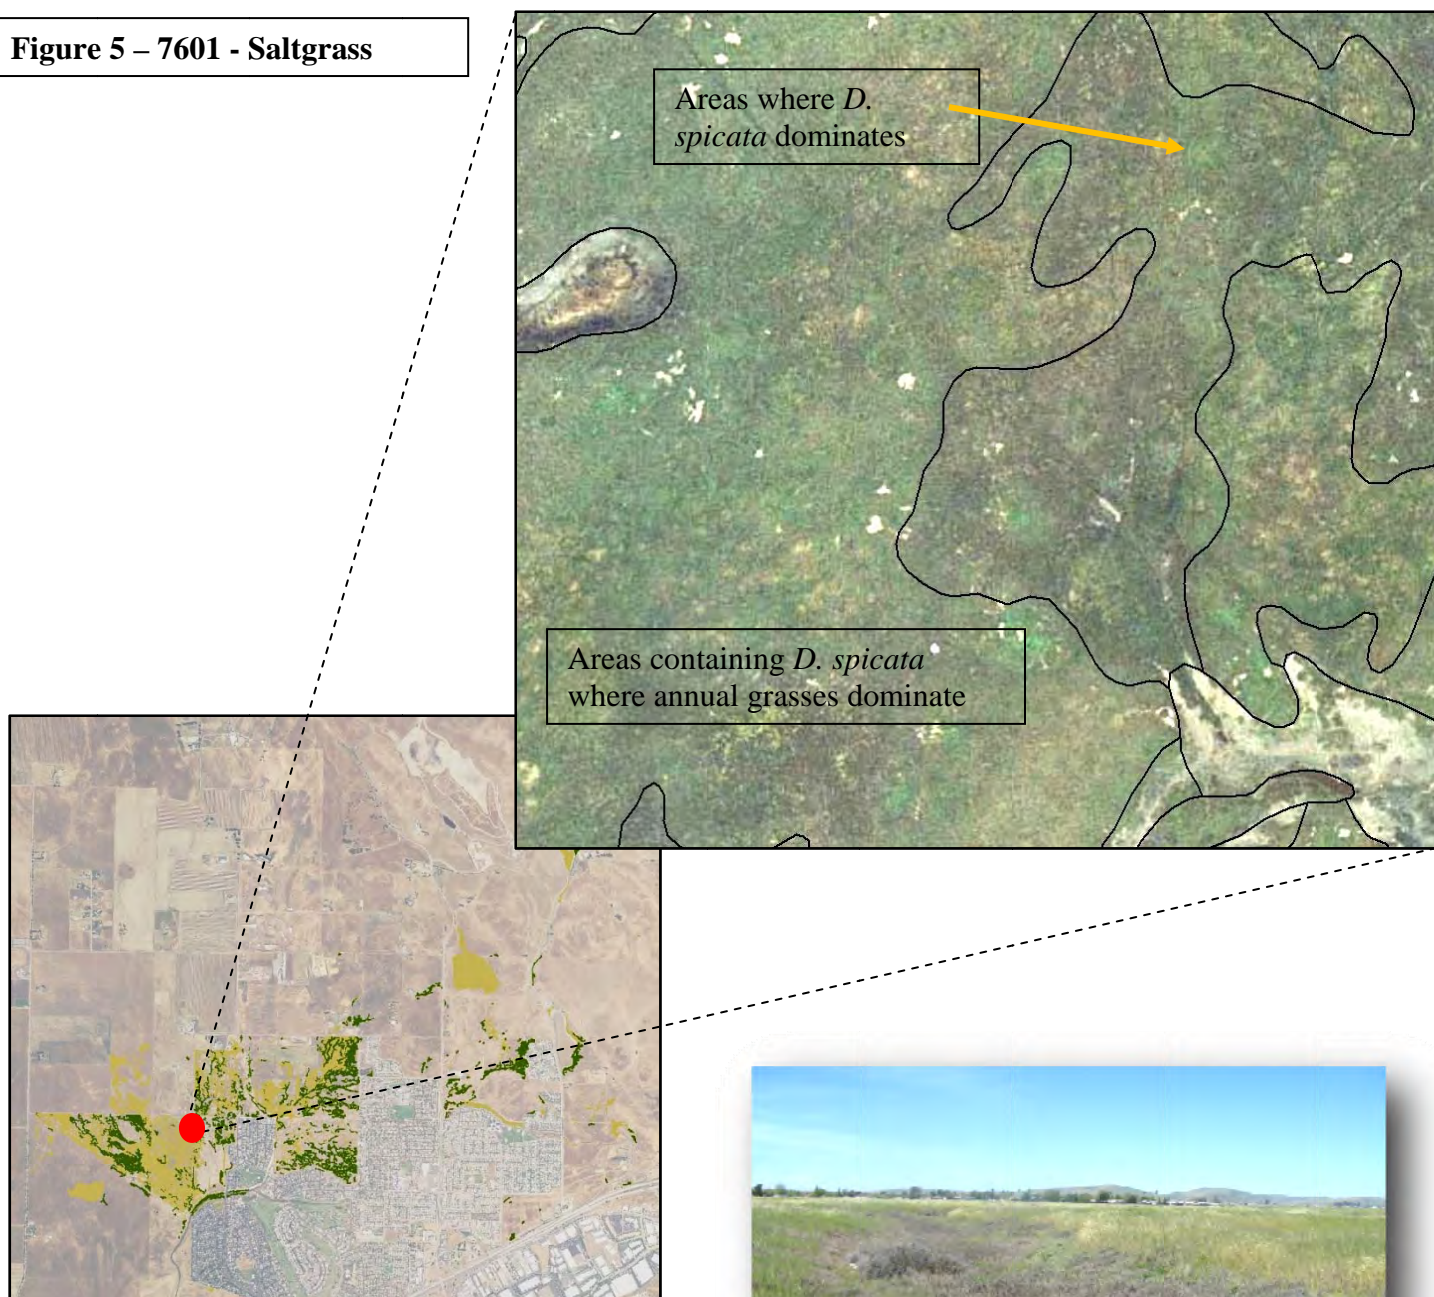 Figure 5 – 7601 - Saltgrass
Areas where D.
spicata dominates
Areas containing D. spicata
where annual grasses dominate